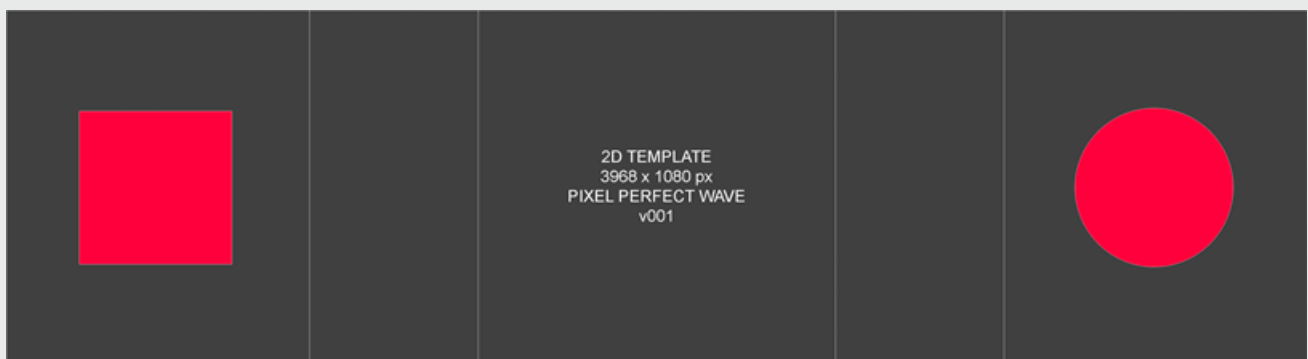 2D TEMPLATE
3968 x 1080 px
PIXEL PERFECT WAVE
v001